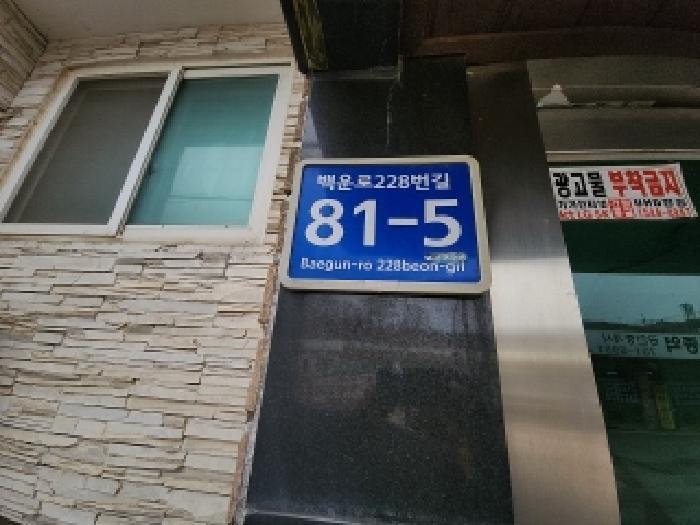 백운로228번길
81-5
Baegun-ro 228beon-gil
광고물 부착금지